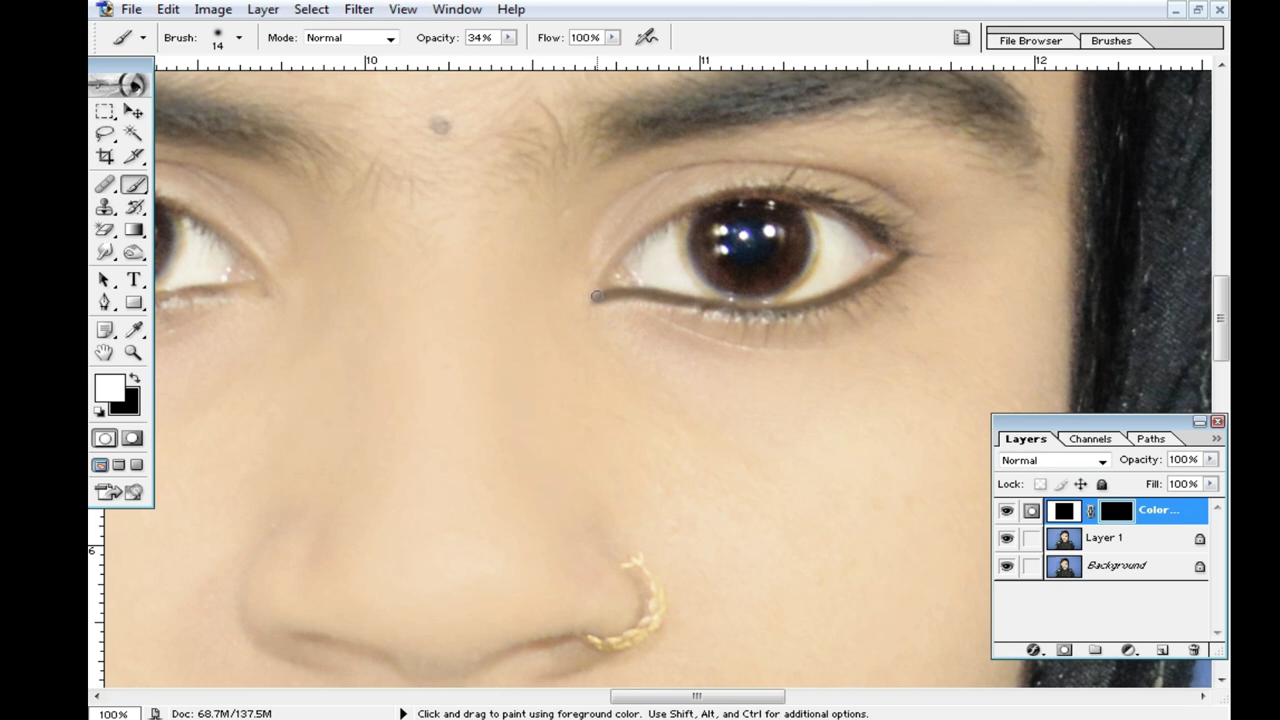 File Edit Image Layer Select Filter View Window Help
Brush: 14 Mode: Normal Opacity: 34% Flow: 100% File Browser Brushes
10 11 12
T
6
Layers Channels Paths
Normal Opacity: 100%
Lock: Fill: 100%
Color...
Layer 1
Background
100% Doc: 68.7M/137.5M Click and drag to paint using foreground color. Use Shift, Alt, and Ctrl for additional options.